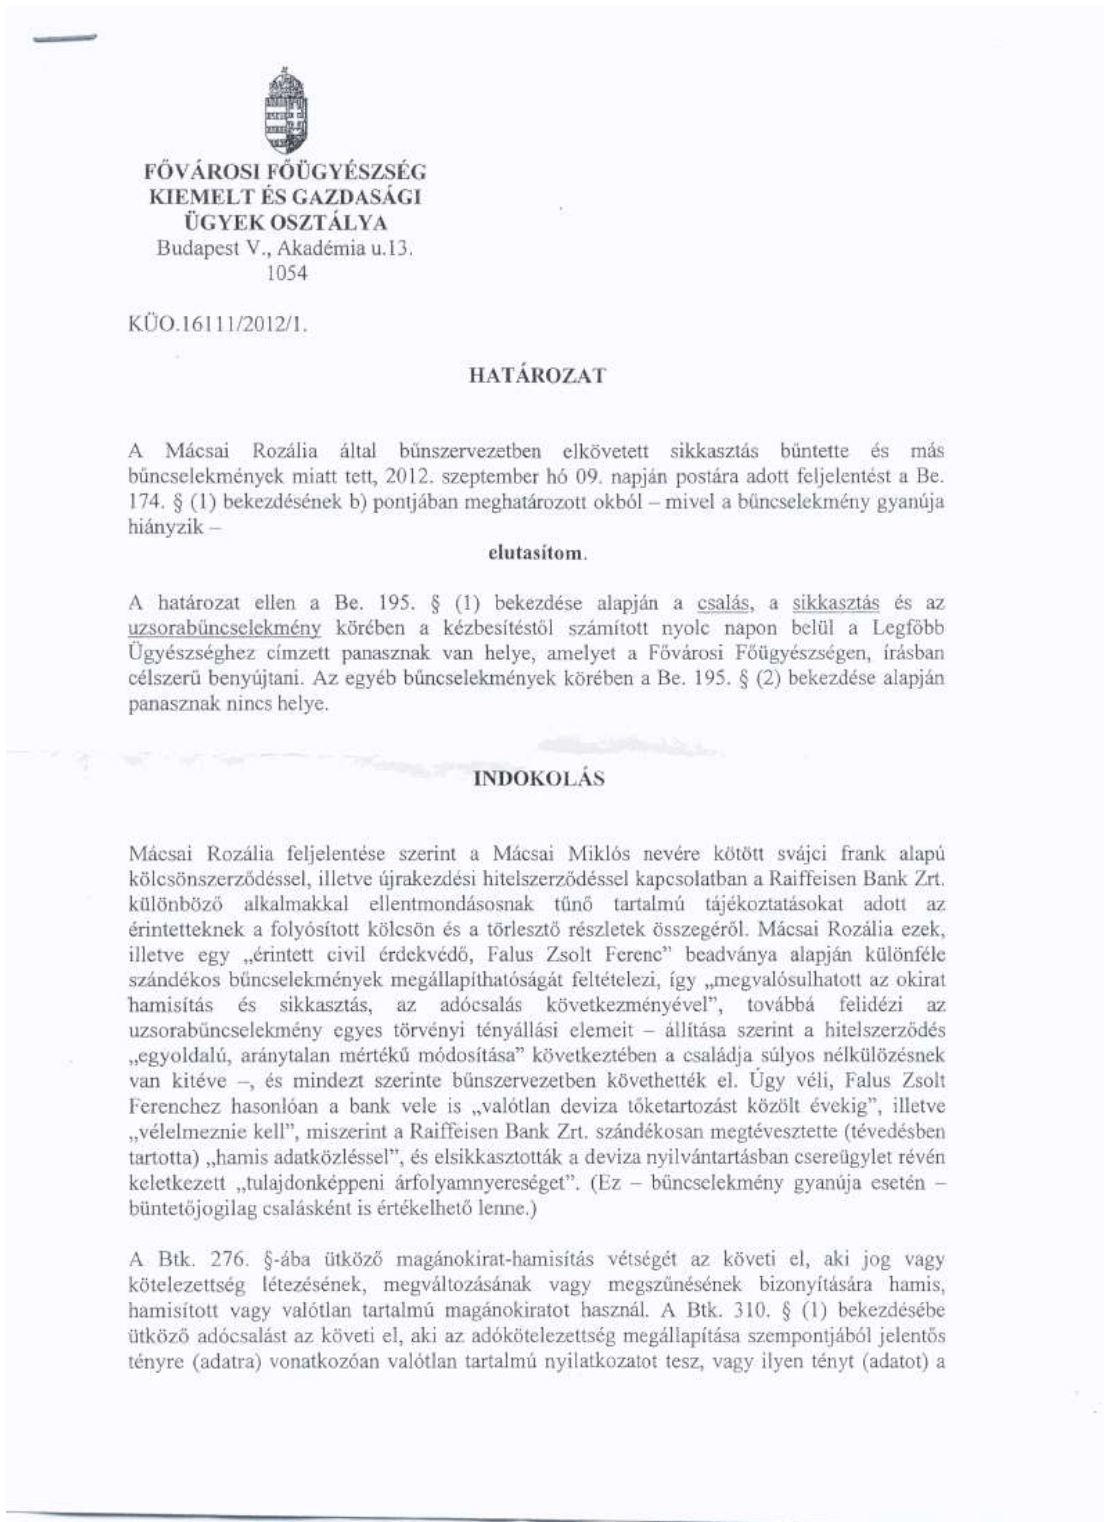 FŐVÁROSI FŐÜGYÉSZSÉG
KIEMELT ÉS GAZDASÁGI
ÜGYEK OSZTÁLYA
Budapest V., Akadémia u.13.
1054
KÜO.16111/2012/1.
HATÁROZAT
A Mácsai Rozália által bűnszervezetben elkövetett sikkasztás bűntette és más
bűncselekmények miatt tett, 2012. szeptember hó 09. napján postára adott feljelentést a Be.
174. § (1) bekezdésének b) pontjában meghatározott okból – mivel a bűncselekmény gyanúja
hiányzik –
elutasítom.
A határozat ellen a Be. 195. § (1) bekezdése alapján a csalás, a sikkasztás és az
uzsorabűncselekmény körében a kézbesítéstől számított nyolc napon belül a Legfőbb
Ügyészséghez címzett panasznak van helye, amelyet a Fővárosi Főügyészségen, írásban
célszerű benyújtani. Az egyéb bűncselekmények körében a Be. 195. § (2) bekezdése alapján
panasznak nincs helye.
INDOKOLÁS
Mácsai Rozália feljelentése szerint a Mácsai Miklós nevére kötött svájci frank alapú
kölcsönszerződéssel, illetve újrakezdési hitelszerződéssel kapcsolatban a Raiffeisen Bank Zrt.
különböző alkalmakkal ellentmondásosnak tűnő tartalmú tájékoztatásokat adott az
érintetteknek a folyósított kölcsön és a törlesztő részletek összegéről. Mácsai Rozália ezek,
illetve egy „érintett civil érdekvédő, Falus Zsolt Ferenc” beadványa alapján különféle
szándékos bűncselekmények megállapíthatóságát feltételezi, így „megvalósulhatott az okirat
hamisítás és sikkasztás, az adócsalás következményével”, továbbá felidézi az
uzsorabűncselekmény egyes törvényi tényállási elemeit – állítása szerint a hitelszerződés
„egyoldalú, aránytalan mértékű módosítása” következtében a családja súlyos nélkülözésnek
van kitéve –, és mindezt szerinte bűnszervezetben követhették el. Úgy véli, Falus Zsolt
Ferenchez hasonlóan a bank vele is „valótlan deviza tőketartozást közölt évekig”, illetve
„vélelmeznie kell”, miszerint a Raiffeisen Bank Zrt. szándékosan megtévesztette (tévedésben
tartotta) „hamis adatközléssel”, és elsikkasztották a deviza nyilvántartásban csereügylet révén
keletkezett „tulajdonképpeni árfolyamnyereséget”. (Ez – bűncselekmény gyanúja esetén –
büntetőjogilag csalásként is értékelhető lenne.)
A Btk. 276. §-ába ütköző magánokirat-hamisítás vétségét az követi el, aki jog vagy
kötelezettség létezésének, megváltozásának vagy megszűnésének bizonyítására hamis,
hamisított vagy valótlan tartalmú magánokiratot használ. A Btk. 310. § (1) bekezdésébe
ütköző adócsalást az követi el, aki az adókötelezettség megállapítása szempontjából jelentős
tényre (adatra) vonatkozóan valótlan tartalmú nyilatkozatot tesz, vagy ilyen tényt (adatot) a